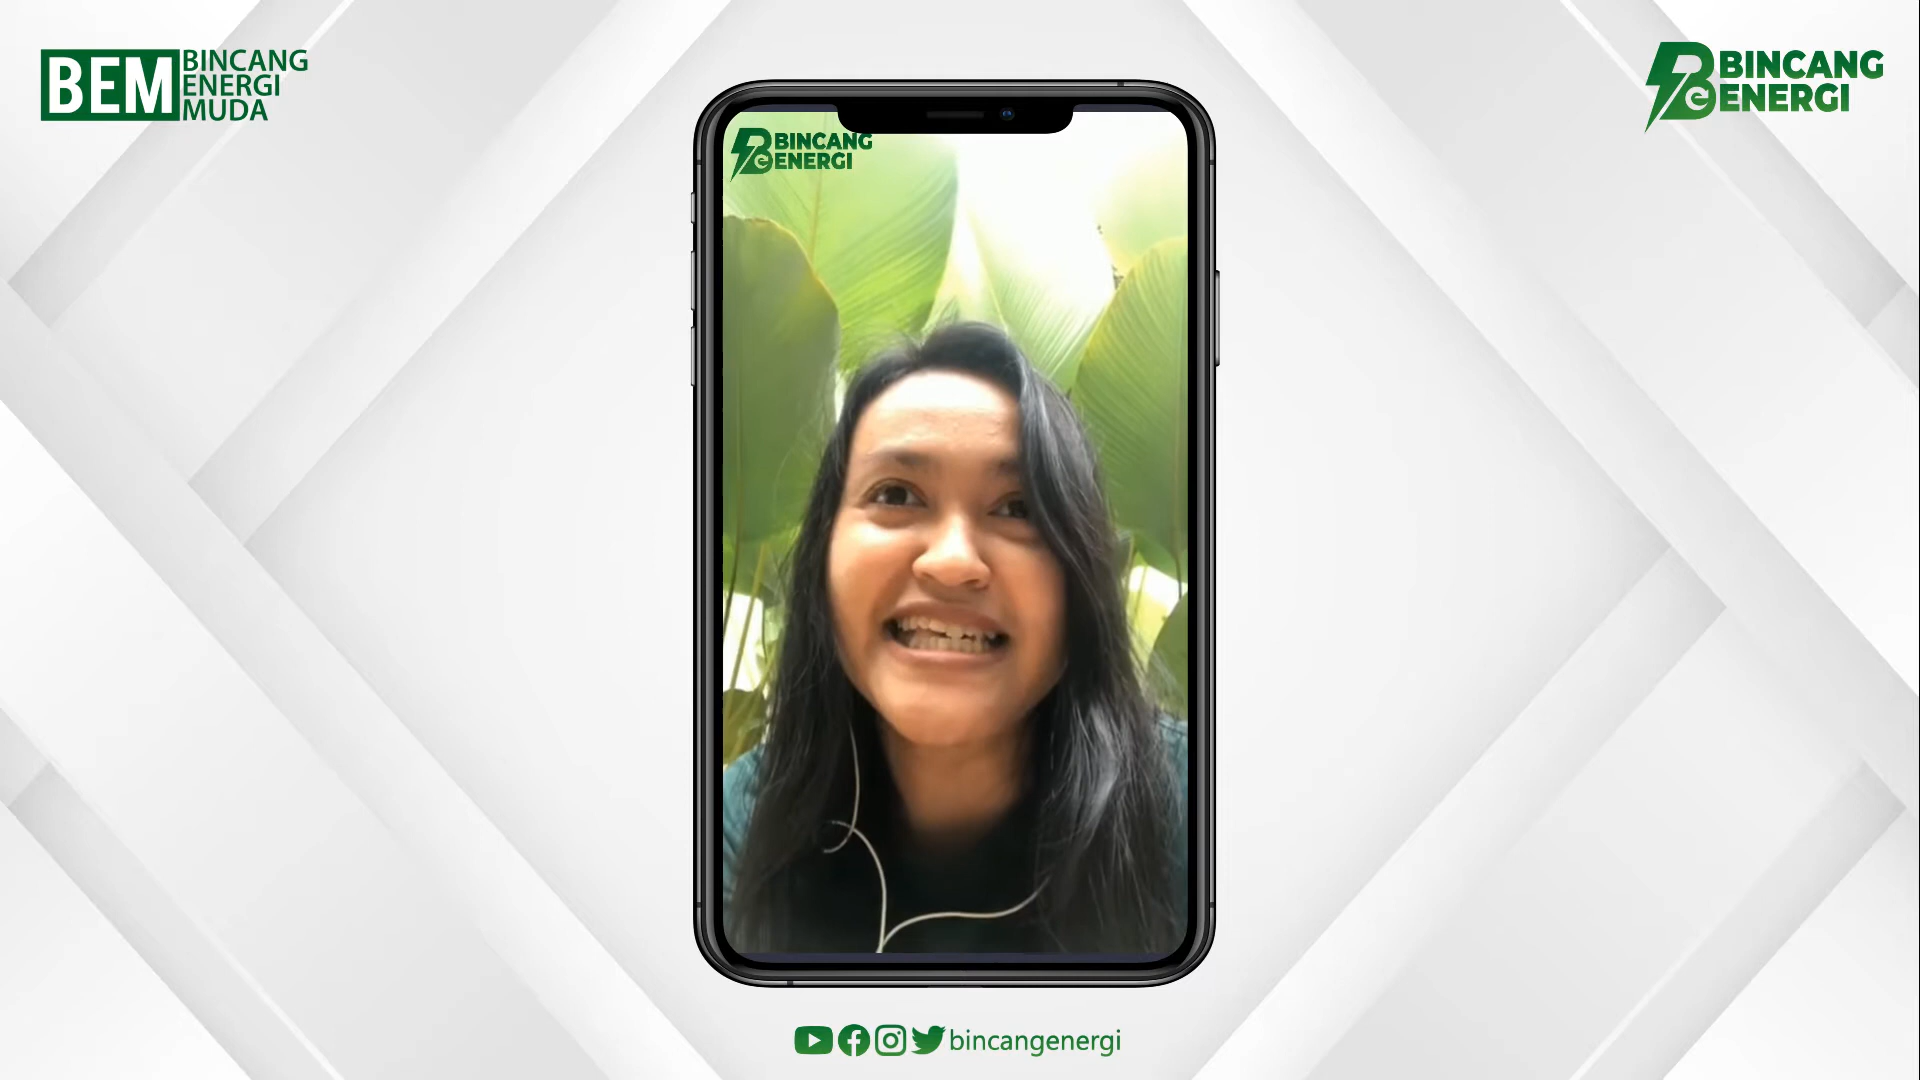 BEM
BINCANG
ENERGI
MUDA
BINCANG
ENERGI
BINCANG
ENERGI
bincangenergi